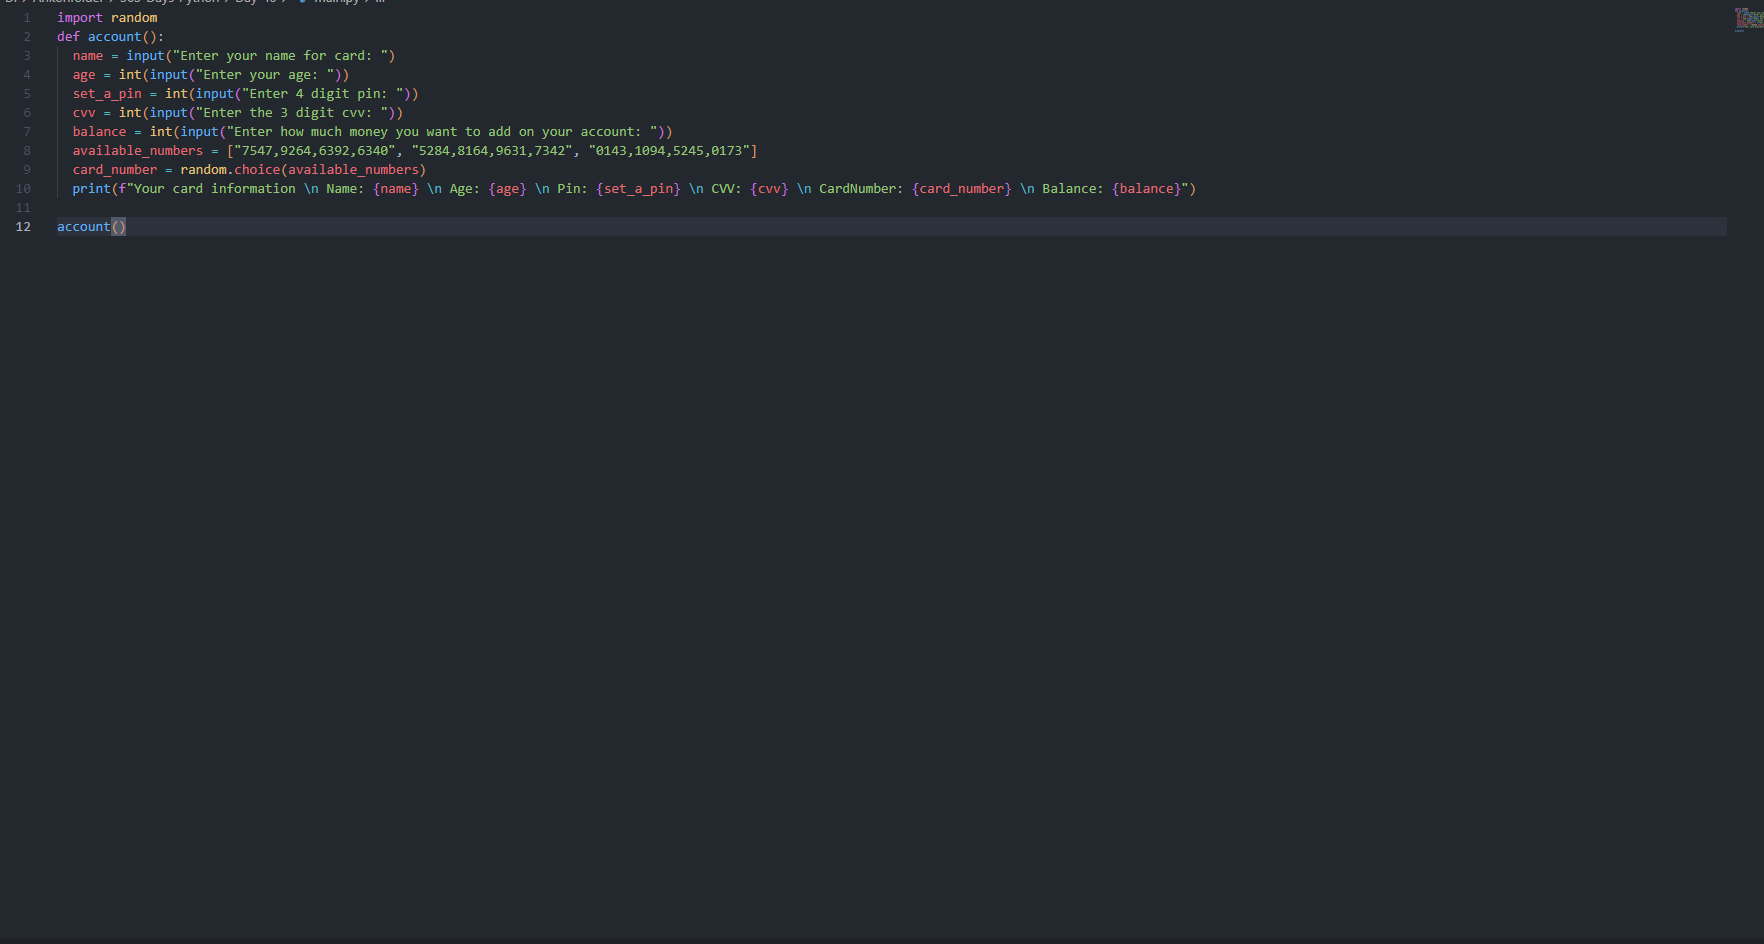 1 import random
2 def account():
3 name = input("Enter your name for card: ")
4 age = int(input("Enter your age: "))
5 set_a_pin = int(input("Enter 4 digit pin: "))
6 cvv = int(input("Enter the 3 digit cvv: "))
7 balance = int(input("Enter how much money you want to add on your account: "))
8 available_numbers = ["7547,9264,6392,6340", "5284,8164,9631,7342", "0143,1094,5245,0173"]
9 card_number = random.choice(available_numbers)
10 print(f"Your card information \n Name: {name} \n Age: {age} \n Pin: {set_a_pin} \n CVV: {cvv} \n CardNumber: {card_number} \n Balance: {balance}")
11
12 account()